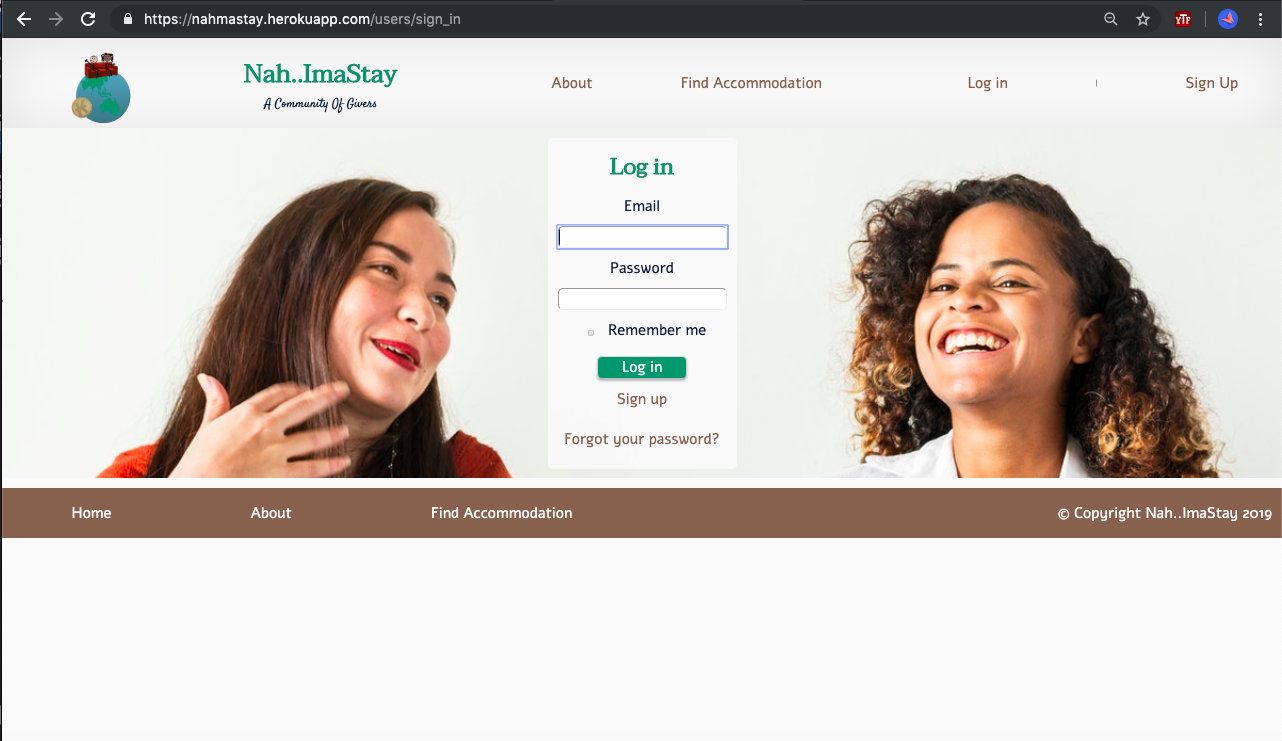 https://nahmastay.herokuapp.com/users/sign_in
YTF
Nah..ImaStay
A Community Of Givers
About Find Accommodation Log in Sign Up
Log in
Email
Password
Remember me
Log in
Sign up
Forgot your password?
Home About Find Accommodation © Copyright Nah..ImaStay 2019